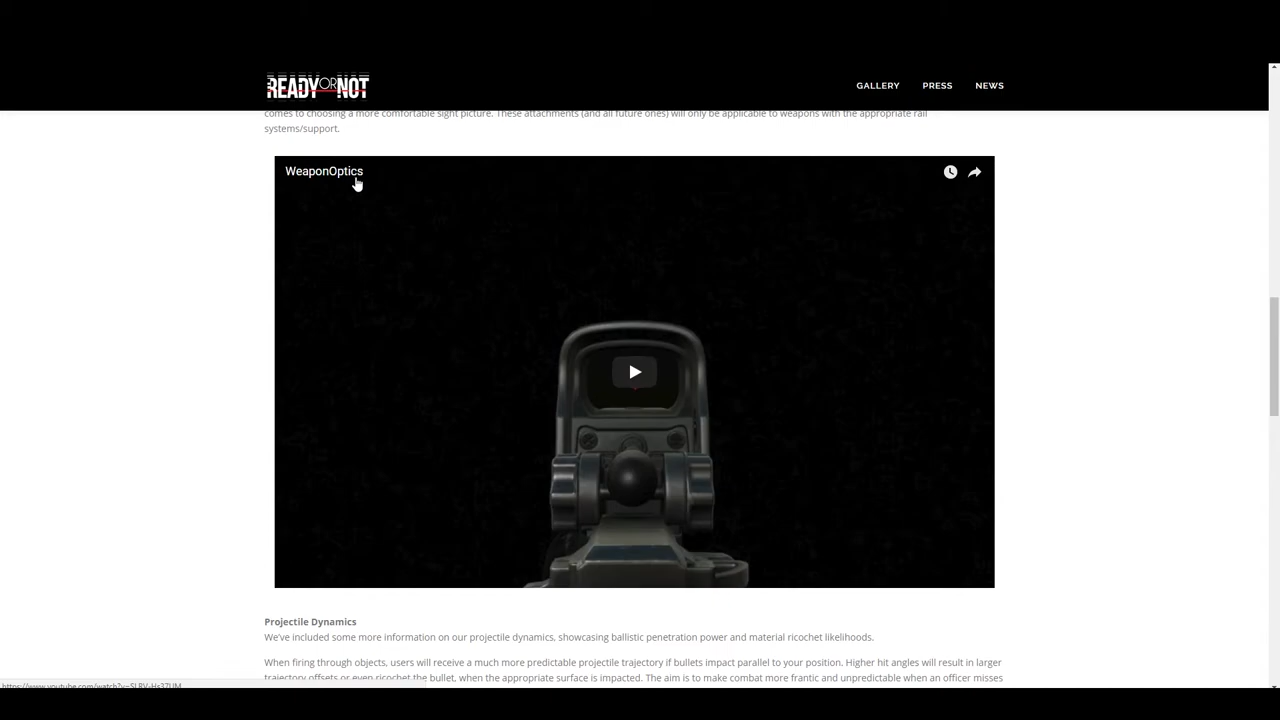 READY OR NOT
GALLERY PRESS NEWS
comes to choosing a more comfortable sight picture. These attachments (and all future ones) will only be applicable to weapons with the appropriate rail
systems/support.
WeaponOptics
Projectile Dynamics
We've included some more information on our projectile dynamics, showcasing ballistic penetration power and material ricochet likelihoods.
When firing through objects, users will receive a much more predictable projectile trajectory if bullets impact parallel to your position. Higher hit angles will result in larger
trajectory offsets or even ricochet the bullet, when the appropriate surface is impacted. The aim is to make combat more frantic and unpredictable when an officer misses